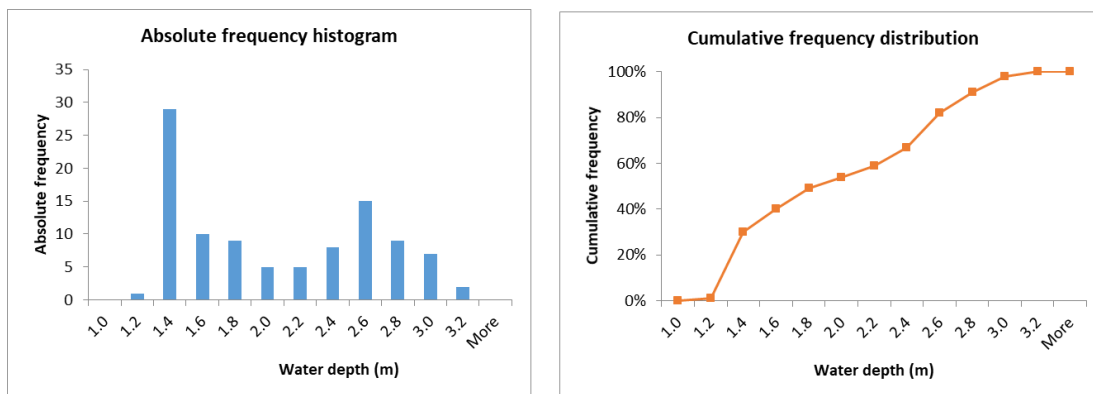 Absolute frequency histogram
35
30
25
20
15
10
5
0
Absolute frequency
1.0 1.2 1.4 1.6 1.8 2.0 2.2 2.4 2.6 2.8 3.0 3.2 More
Water depth (m)
Cumulative frequency distribution
100%
80%
60%
40%
20%
0%
Cumulative frequency
1.0 1.2 1.4 1.6 1.8 2.0 2.2 2.4 2.6 2.8 3.0 3.2 More
Water depth (m)